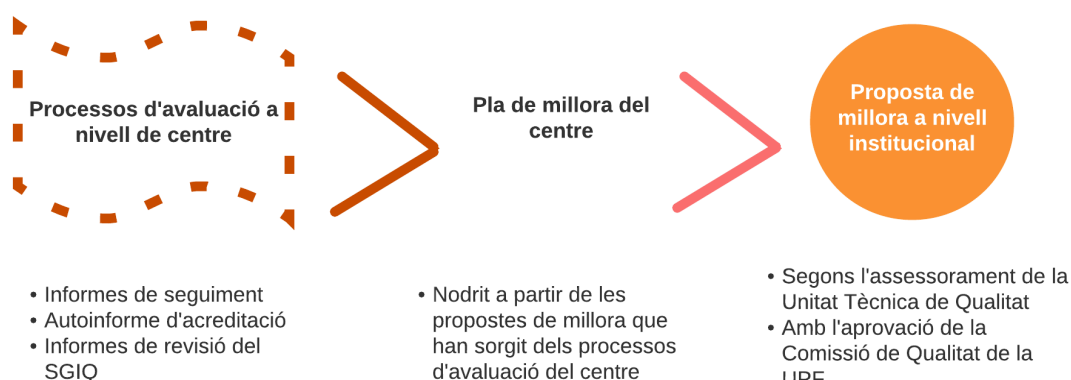 Processos d'avaluació a
nivell de centre
Pla de millora del
centre
Proposta de
millora a nivell
institucional
• Informes de seguiment
• Autoinforme d'acreditació
• Informes de revisió del
SGIQ
• Nodrit a partir de les
propostes de millora que
han sorgit dels processos
d'avaluació del centre
• Segons l'assessorament de la
Unitat Tècnica de Qualitat
• Amb l'aprovació de la
Comissió de Qualitat de la
UPF